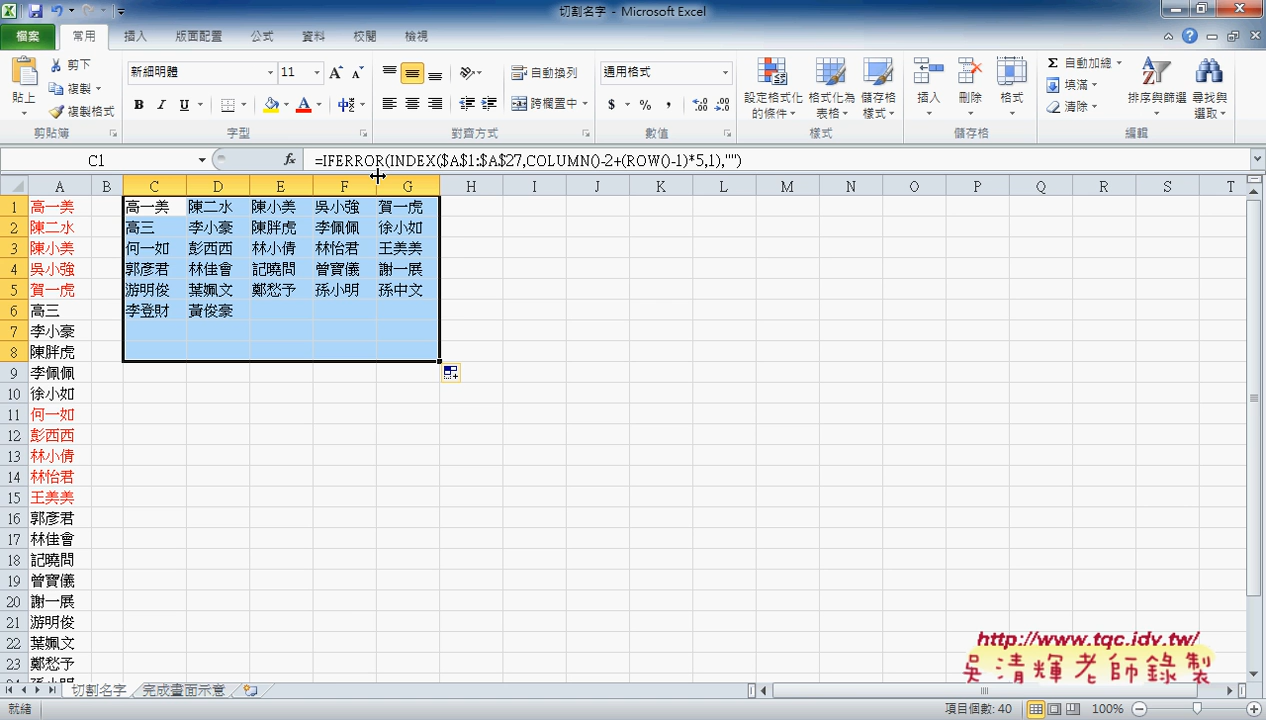 切割名字 - Microsoft Excel
檔案 常用 插入 版面配置 公式 資料 校閱 檢視
貼上 剪下 複製 複製格式 剪貼簿
新細明體 11 B I U 字型
自動換列 跨欄置中 對齊方式
通用格式 $ % , 數值
設定格式化的條件 格式化為表格 儲存格樣式 樣式
插入 刪除 格式 儲存格
Σ 自動加總 填滿 清除 排序與篩選 尋找與選取 編輯
C1 fx =IFERROR(INDEX($A$1:$A$27,COLUMN()-2+(ROW()-1)*5,1),"")
A B C D E F G H I J K L M N O P Q R S T
1 高一美 高一美 陳二水 陳小美 吳小強 賀一虎
2 陳二水 高三 李小豪 陳胖虎 李佩佩 徐小如
3 陳小美 何一如 彭西西 林小倩 林怡君 王美美
4 吳小強 郭彥君 林佳會 記曉問 曾寶儀 謝一展
5 賀一虎 游明俊 葉姵文 鄭愁予 孫小明 孫中文
6 高三 李登財 黃俊豪
7 李小豪
8 陳胖虎
9 李佩佩
10 徐小如
11 何一如
12 彭西西
13 林小倩
14 林怡君
15 王美美
16 郭彥君
17 林佳會
18 記曉問
19 曾寶儀
20 謝一展
21 游明俊
22 葉姵文
23 鄭愁予
http://www.tqc.idv.tw/
吳清輝老師錄製
切割名字 完成畫面示意
就緒 項目個數: 40 100%